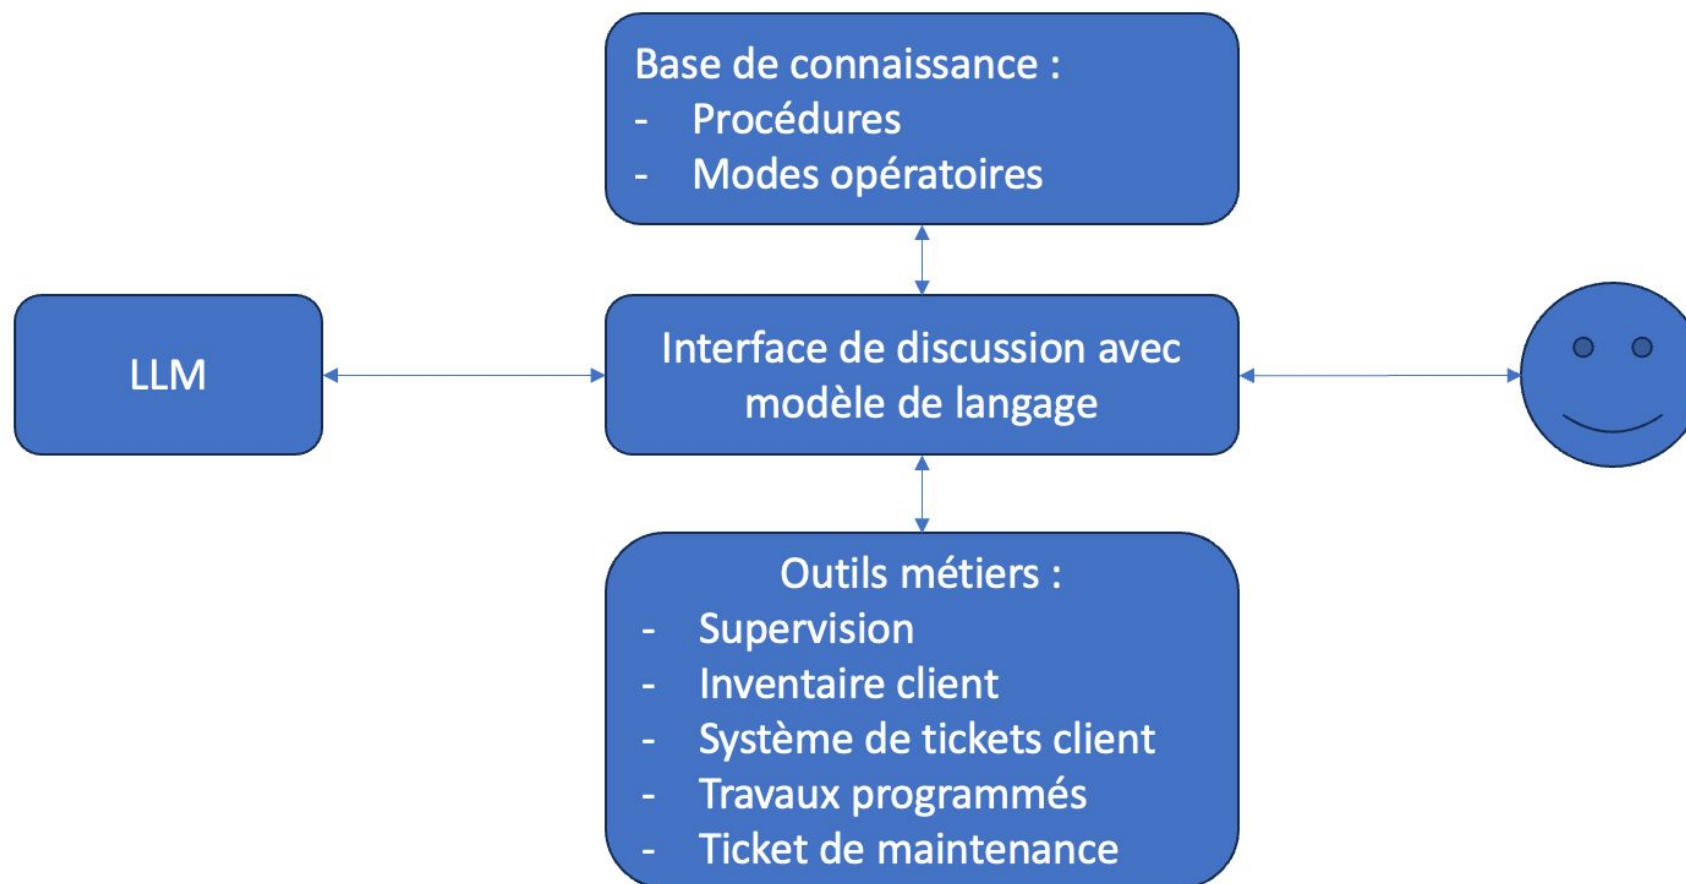 Base de connaissance :
- Procédures
- Modes opératoires
LLM
Interface de discussion avec
modèle de langage
Outils métiers :
- Supervision
- Inventaire client
- Système de tickets client
- Travaux programmés
- Ticket de maintenance